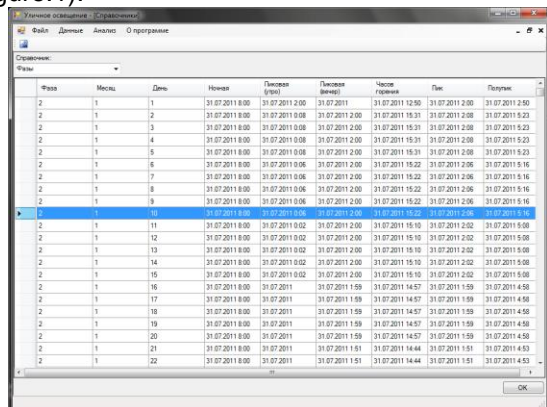 Figure4).
Уличное освещение - [Справочники]
Файл Данные Анализ О программе
Справочник:
Фазы
Фаза Месяц День Ночная Пиковая (утро) Пиковая (вечер) Часов горения Пик Полупик
2 1 1 31.07.2011 8:00 31.07.2011 2:00 31.07.2011 31.07.2011 12:50 31.07.2011 2:00 31.07.2011 2:50
2 1 2 31.07.2011 8:00 31.07.2011 0:08 31.07.2011 2:00 31.07.2011 15:31 31.07.2011 2:08 31.07.2011 5:23
2 1 3 31.07.2011 8:00 31.07.2011 0:08 31.07.2011 2:00 31.07.2011 15:31 31.07.2011 2:08 31.07.2011 5:23
2 1 4 31.07.2011 8:00 31.07.2011 0:08 31.07.2011 2:00 31.07.2011 15:31 31.07.2011 2:08 31.07.2011 5:23
2 1 5 31.07.2011 8:00 31.07.2011 0:08 31.07.2011 2:00 31.07.2011 15:31 31.07.2011 2:08 31.07.2011 5:23
2 1 6 31.07.2011 8:00 31.07.2011 0:06 31.07.2011 2:00 31.07.2011 15:22 31.07.2011 2:06 31.07.2011 5:16
2 1 7 31.07.2011 8:00 31.07.2011 0:06 31.07.2011 2:00 31.07.2011 15:22 31.07.2011 2:06 31.07.2011 5:16
2 1 8 31.07.2011 8:00 31.07.2011 0:06 31.07.2011 2:00 31.07.2011 15:22 31.07.2011 2:06 31.07.2011 5:16
2 1 9 31.07.2011 8:00 31.07.2011 0:06 31.07.2011 2:00 31.07.2011 15:22 31.07.2011 2:06 31.07.2011 5:16
2 1 10 31.07.2011 8:00 31.07.2011 0:06 31.07.2011 2:00 31.07.2011 15:22 31.07.2011 2:06 31.07.2011 5:16
2 1 11 31.07.2011 8:00 31.07.2011 0:02 31.07.2011 2:00 31.07.2011 15:10 31.07.2011 2:02 31.07.2011 5:08
2 1 12 31.07.2011 8:00 31.07.2011 0:02 31.07.2011 2:00 31.07.2011 15:10 31.07.2011 2:02 31.07.2011 5:08
2 1 13 31.07.2011 8:00 31.07.2011 0:02 31.07.2011 2:00 31.07.2011 15:10 31.07.2011 2:02 31.07.2011 5:08
2 1 14 31.07.2011 8:00 31.07.2011 0:02 31.07.2011 2:00 31.07.2011 15:10 31.07.2011 2:02 31.07.2011 5:08
2 1 15 31.07.2011 8:00 31.07.2011 0:02 31.07.2011 2:00 31.07.2011 15:10 31.07.2011 2:02 31.07.2011 5:08
2 1 16 31.07.2011 8:00 31.07.2011 31.07.2011 1:59 31.07.2011 14:57 31.07.2011 1:59 31.07.2011 4:58
2 1 17 31.07.2011 8:00 31.07.2011 31.07.2011 1:59 31.07.2011 14:57 31.07.2011 1:59 31.07.2011 4:58
2 1 18 31.07.2011 8:00 31.07.2011 31.07.2011 1:59 31.07.2011 14:57 31.07.2011 1:59 31.07.2011 4:58
2 1 19 31.07.2011 8:00 31.07.2011 31.07.2011 1:59 31.07.2011 14:57 31.07.2011 1:59 31.07.2011 4:58
2 1 20 31.07.2011 8:00 31.07.2011 31.07.2011 1:59 31.07.2011 14:57 31.07.2011 1:59 31.07.2011 4:58
2 1 21 31.07.2011 8:00 31.07.2011 31.07.2011 1:51 31.07.2011 14:44 31.07.2011 1:51 31.07.2011 4:53
2 1 22 31.07.2011 8:00 31.07.2011 31.07.2011 1:51 31.07.2011 14:44 31.07.2011 1:51 31.07.2011 4:53
OK